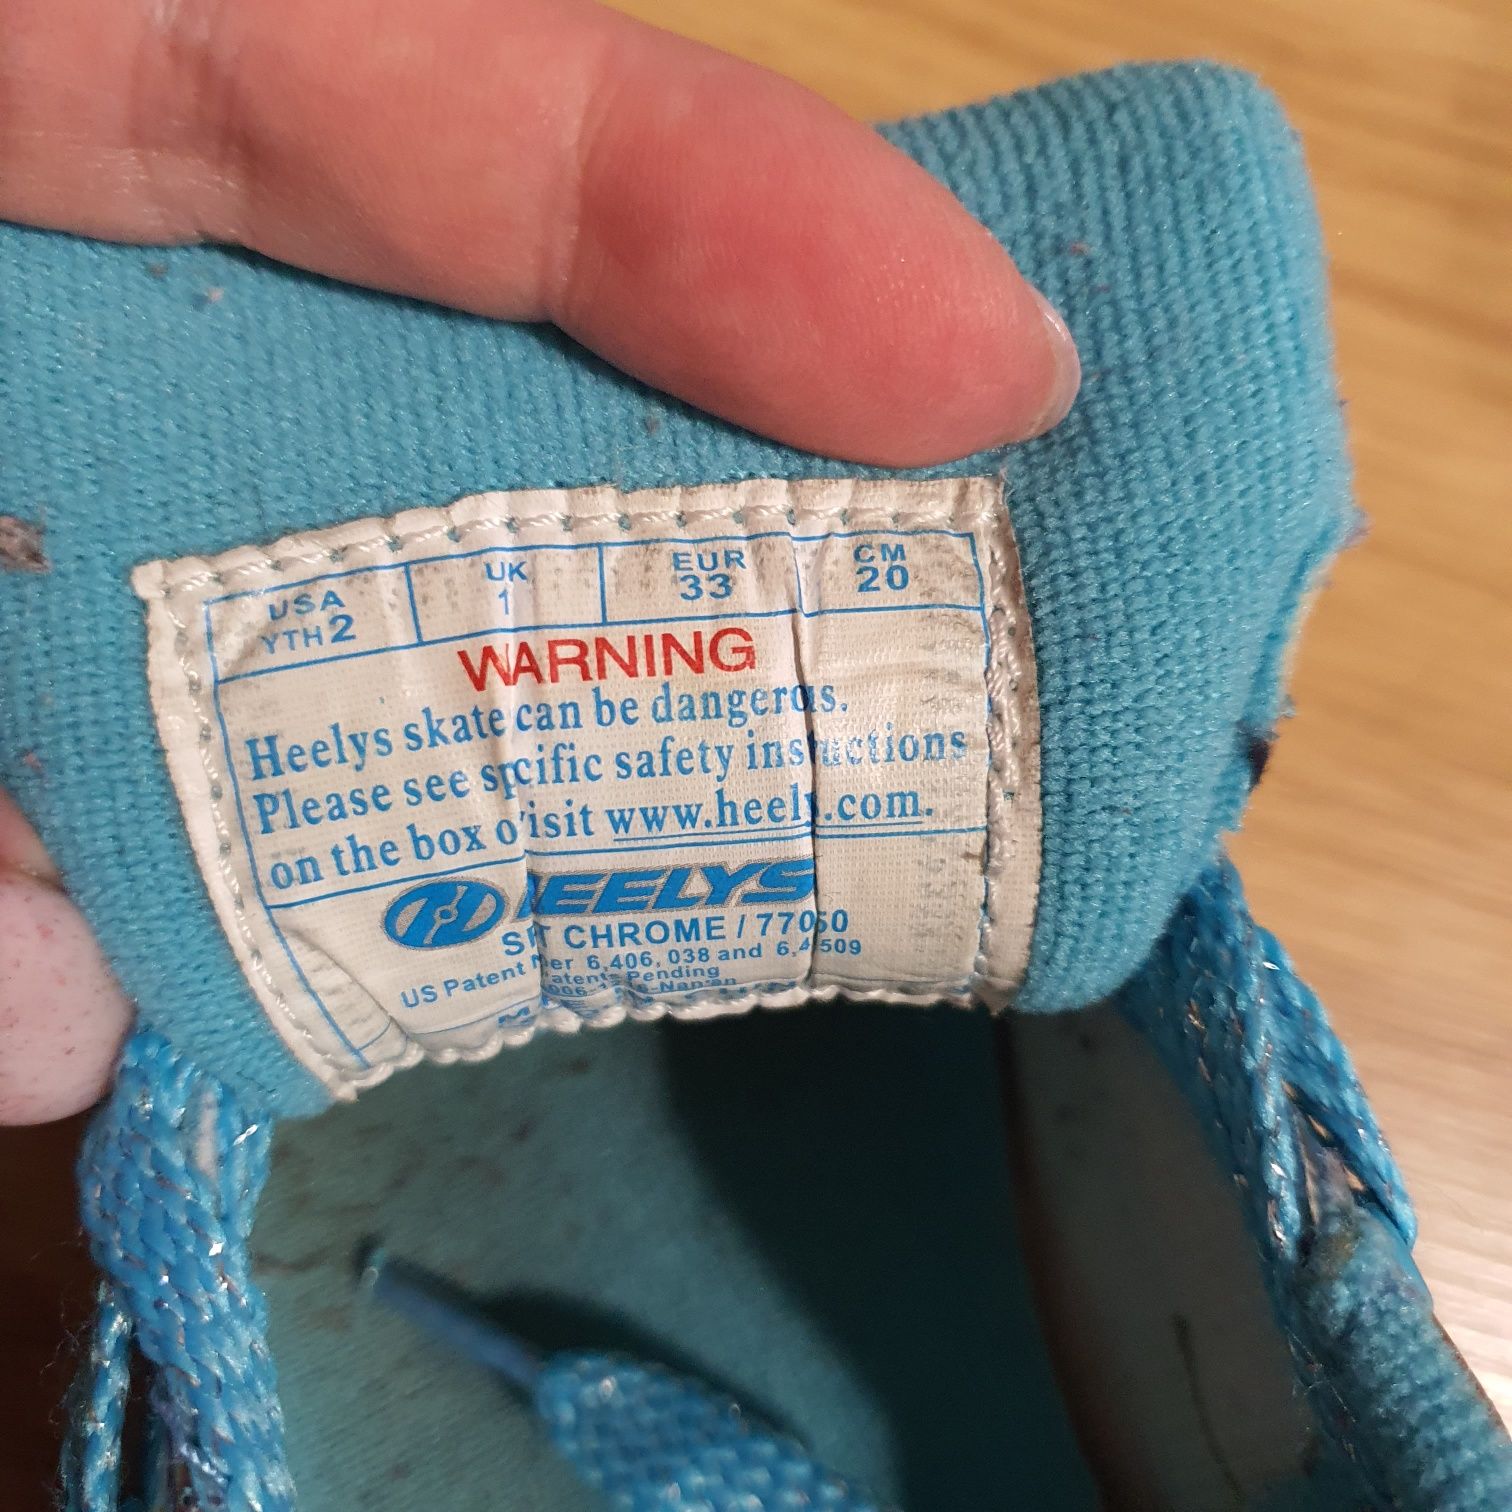 USA UK EUR CM
YTH 2 1 33 20
WARNING
Heelys skate can be dangerous.
Please see specific safety instructions
on the box or visit www.heelys.com.
HEELYS
CHROME / 77050
US Patent 6,406,038 and
Patents Pending